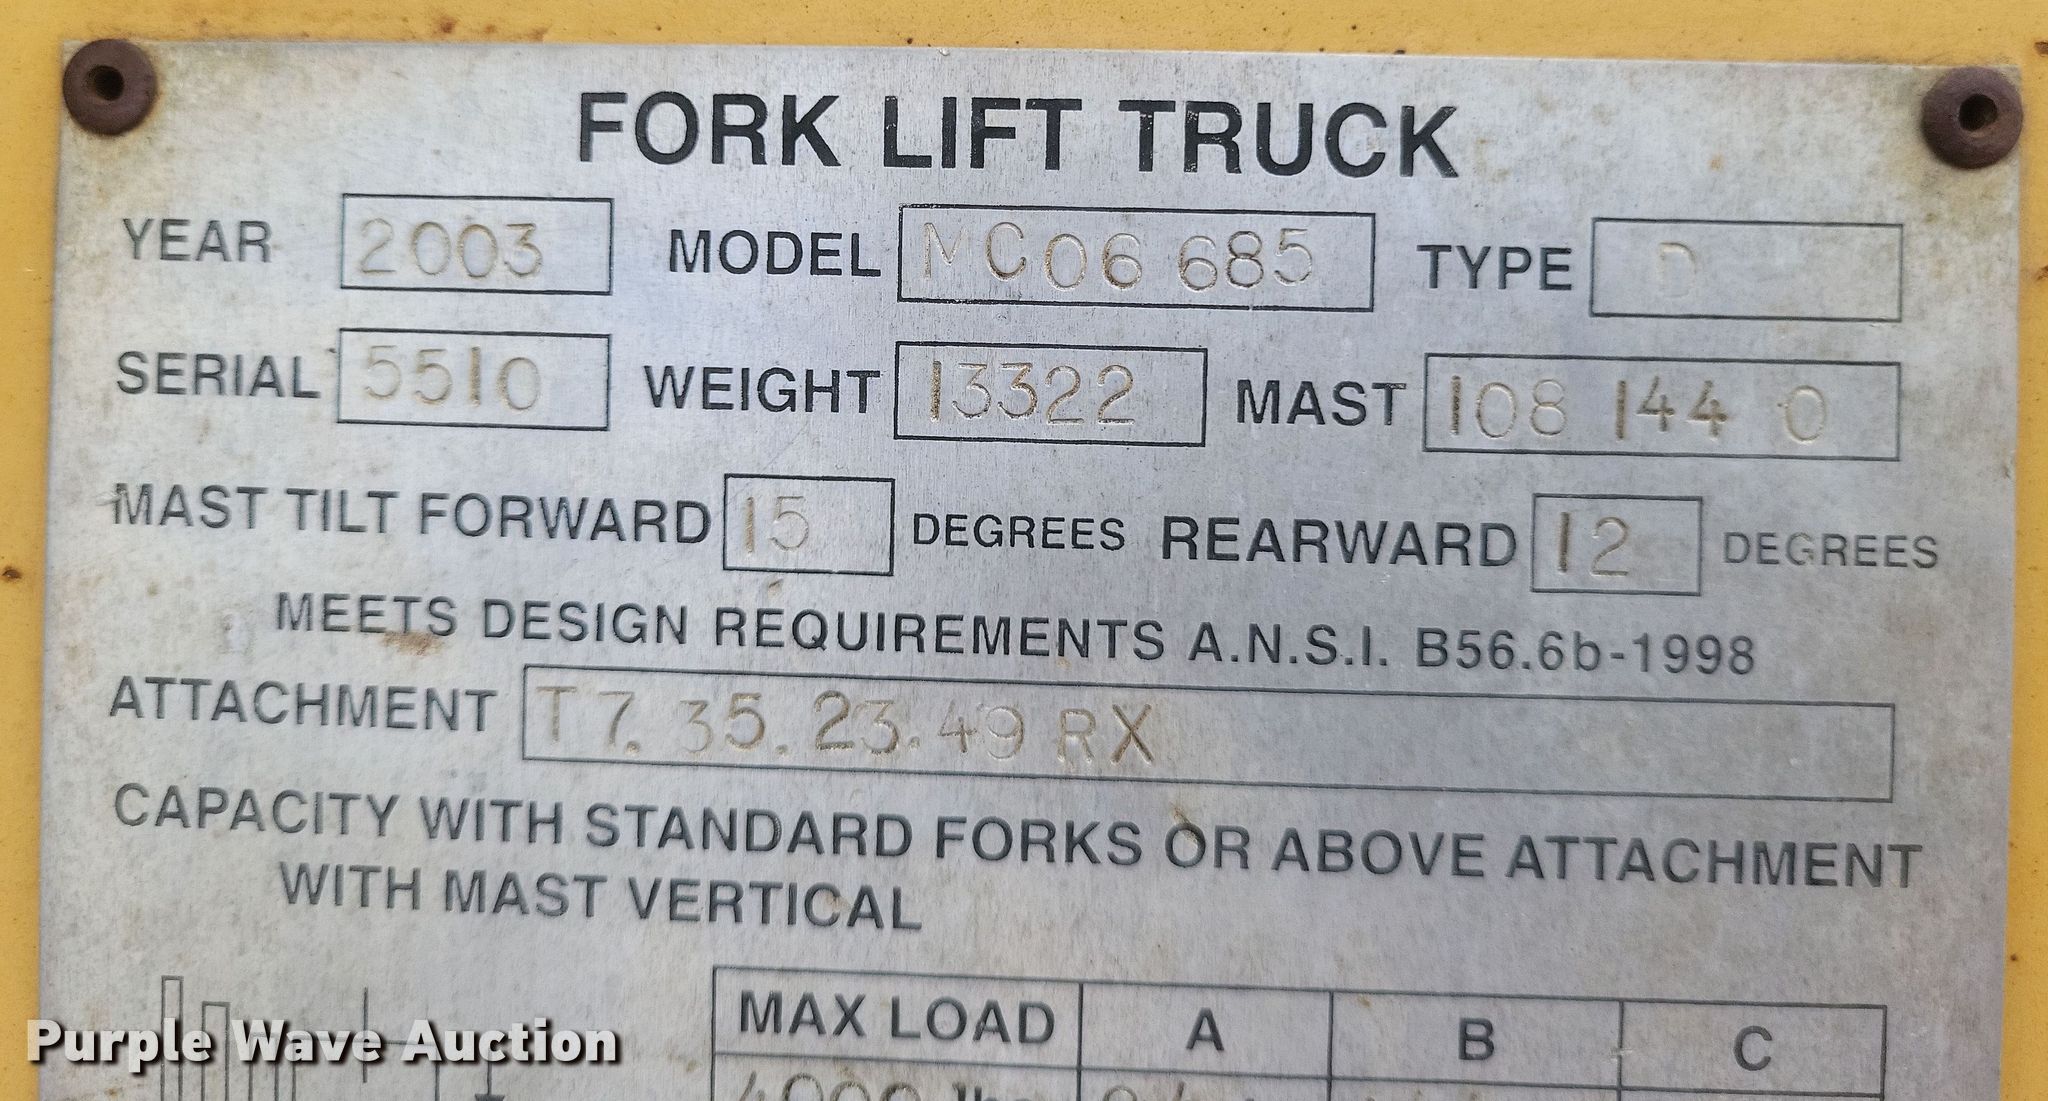 FORK LIFT TRUCK
YEAR 2003 MODEL MC06 685 TYPE D
SERIAL 5510 WEIGHT 13322 MAST 108 144 0
MAST TILT FORWARD 15 DEGREES REARWARD 12 DEGREES
MEETS DESIGN REQUIREMENTS A.N.S.I. B56.6b-1998
ATTACHMENT T7.35.23.49 RX
CAPACITY WITH STANDARD FORKS OR ABOVE ATTACHMENT
WITH MAST VERTICAL
MAX LOAD A B C
Purple Wave Auction